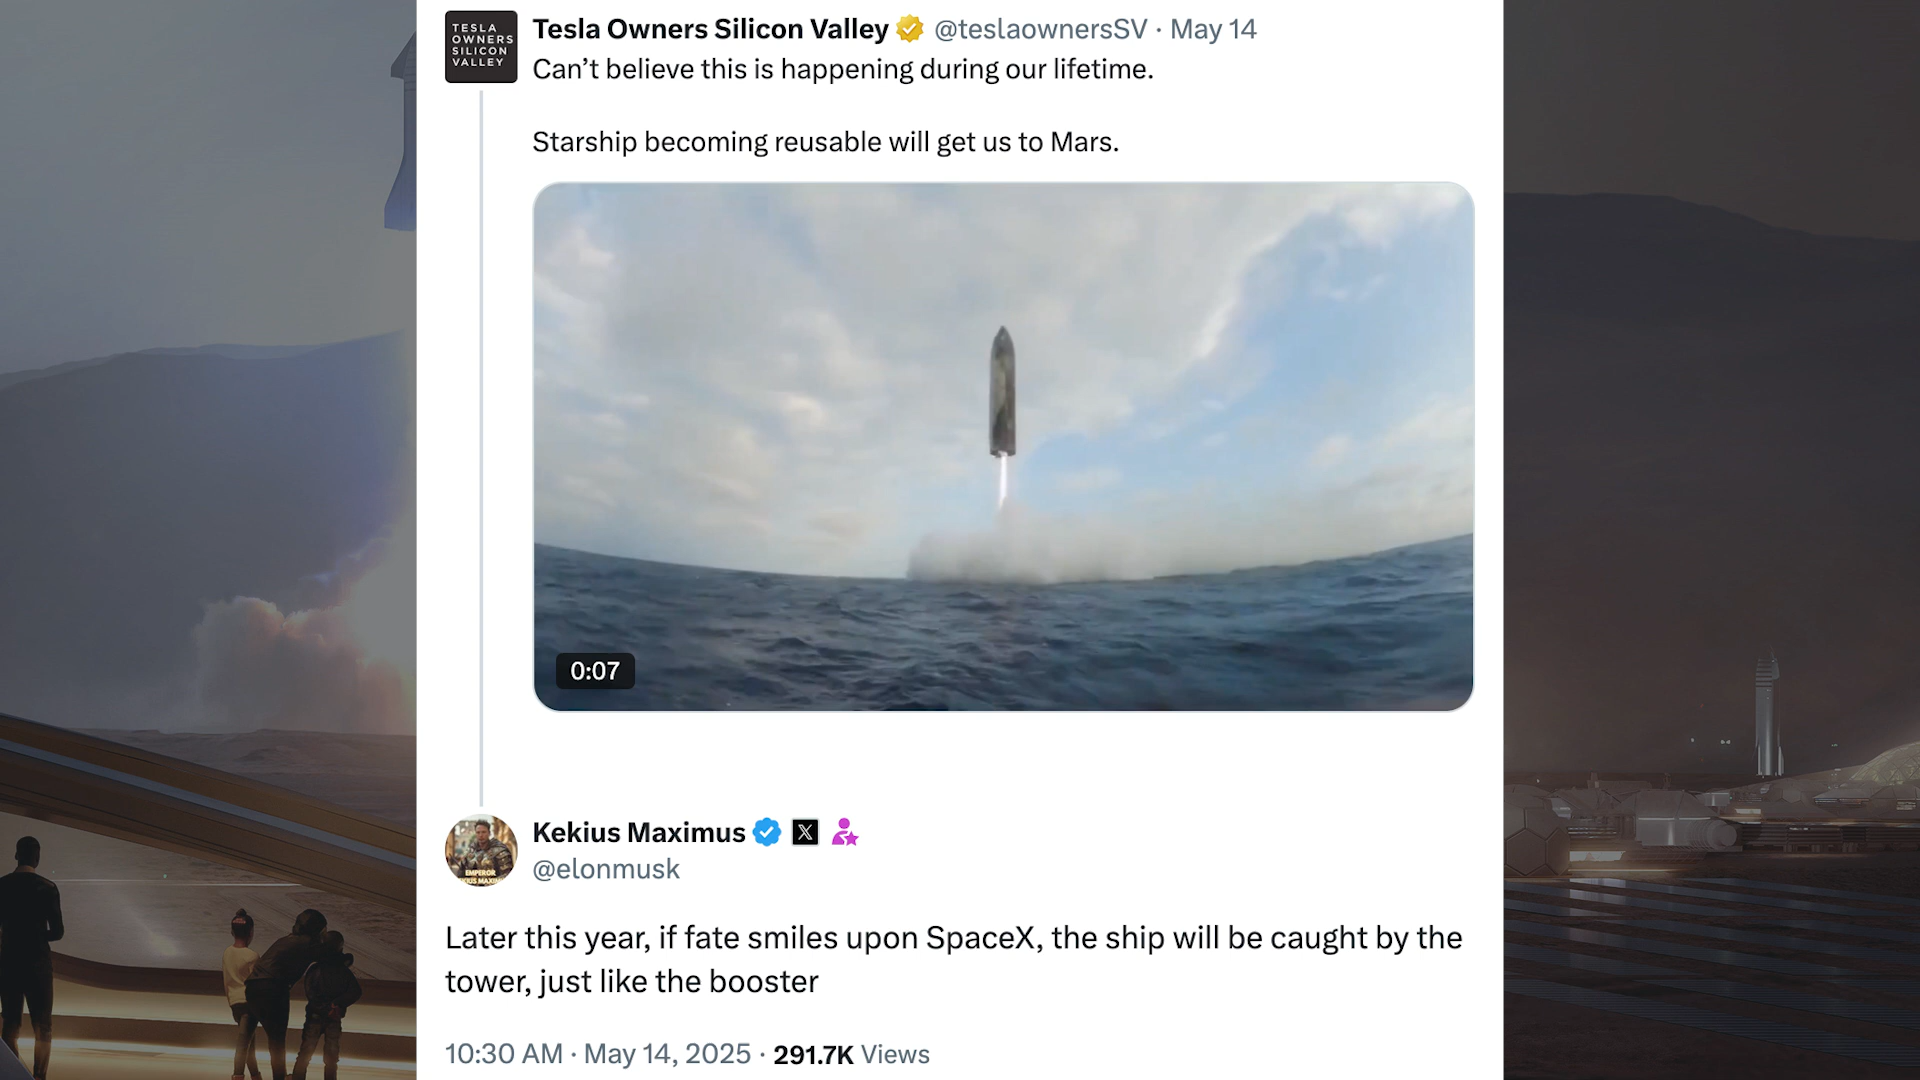 TESLA
OWNERS
SILICON
VALLEY
Tesla Owners Silicon Valley @teslaownersSV · May 14
Can’t believe this is happening during our lifetime.
Starship becoming reusable will get us to Mars.
0:07
Kekius Maximus
@elonmusk
EMPEROR
Later this year, if fate smiles upon SpaceX, the ship will be caught by the
tower, just like the booster
10:30 AM · May 14, 2025 · 291.7K Views